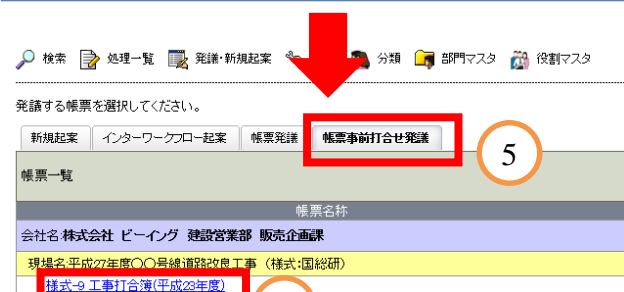 検索 処理一覧 発議・新規起案 分類 部門マスタ 役割マスタ
発議する帳票を選択してください。
新規起案 インターワークフロー起案 帳票発議 帳票事前打合せ発議
5
帳票一覧
帳票名称
会社名:株式会社 ビーイング 建設営業部 販売企画課
現場名:平成27年度〇〇号線道路改良工事 (様式:国総研)
様式-9 工事打合簿(平成23年度)